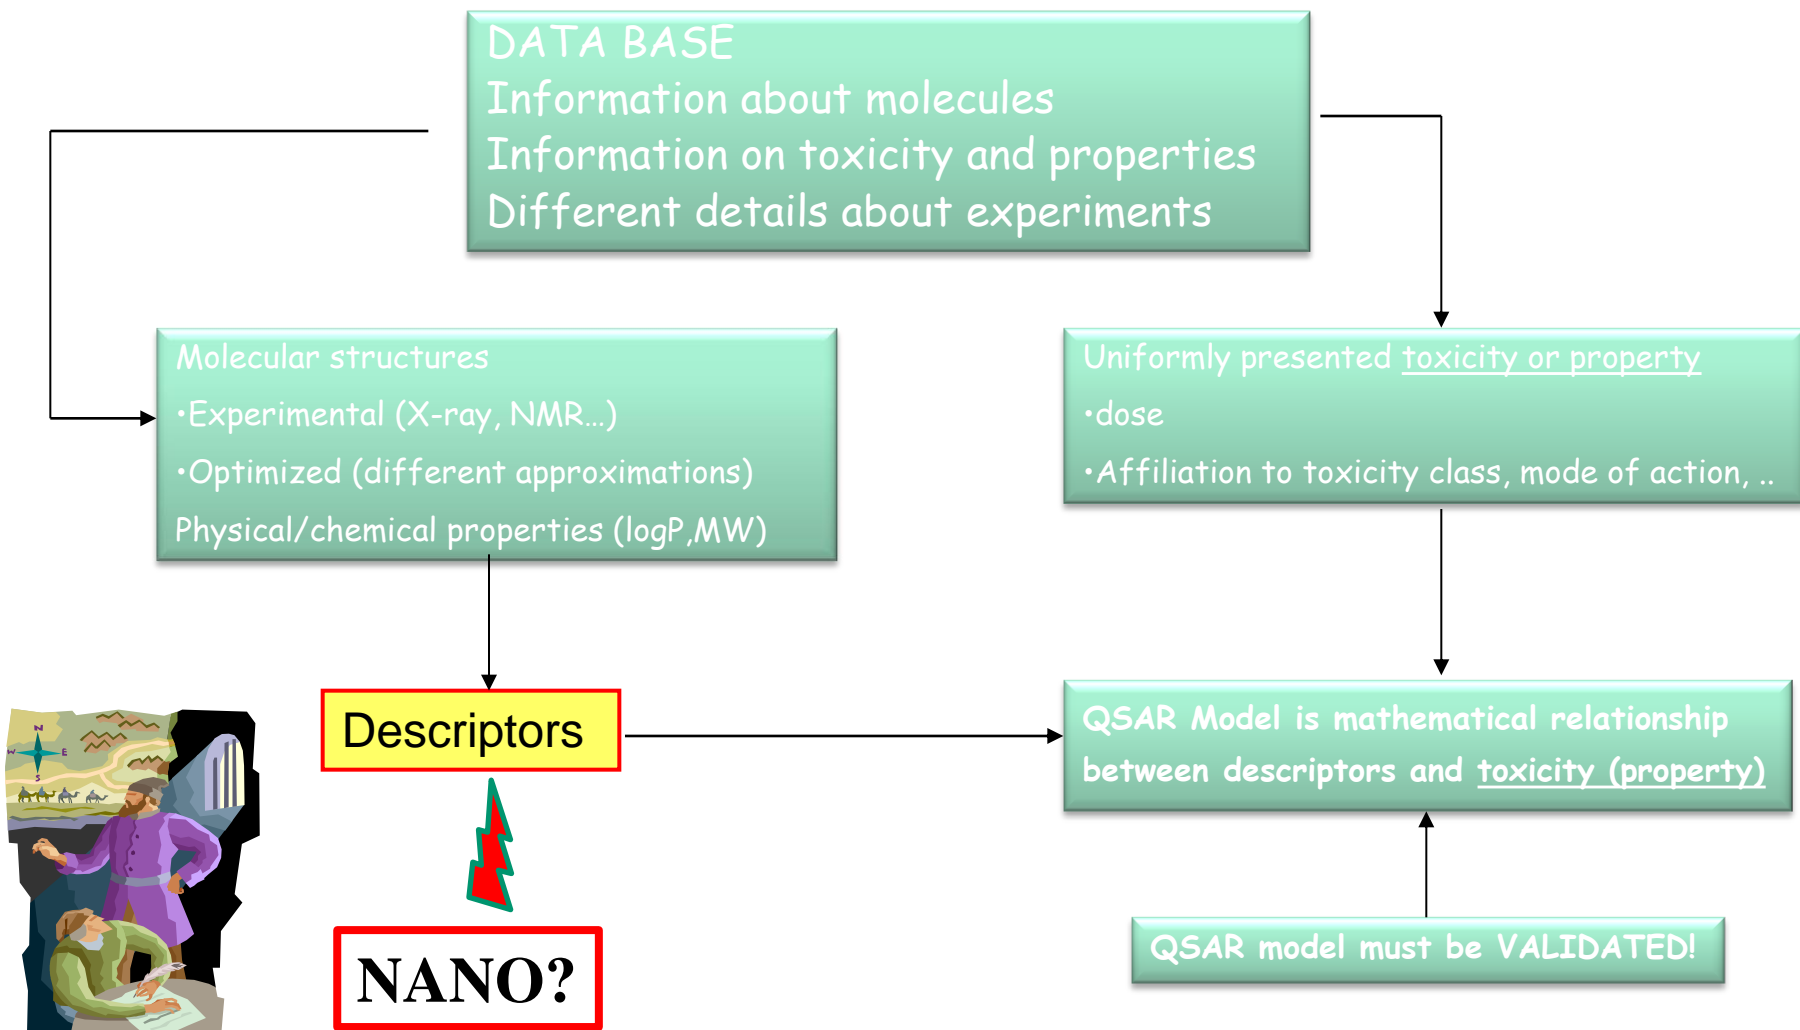 DATA BASE
Information about molecules
Information on toxicity and properties
Different details about experiments
Molecular structures
•Experimental (X-ray, NMR…)
•Optimized (different approximations)
Physical/chemical properties (logP,MW)
Uniformly presented toxicity or property
•dose
•Affiliation to toxicity class, mode of action, ..
Descriptors
QSAR Model is mathematical relationship
between descriptors and toxicity (property)
N
W E
S
NANO?
QSAR model must be VALIDATED!